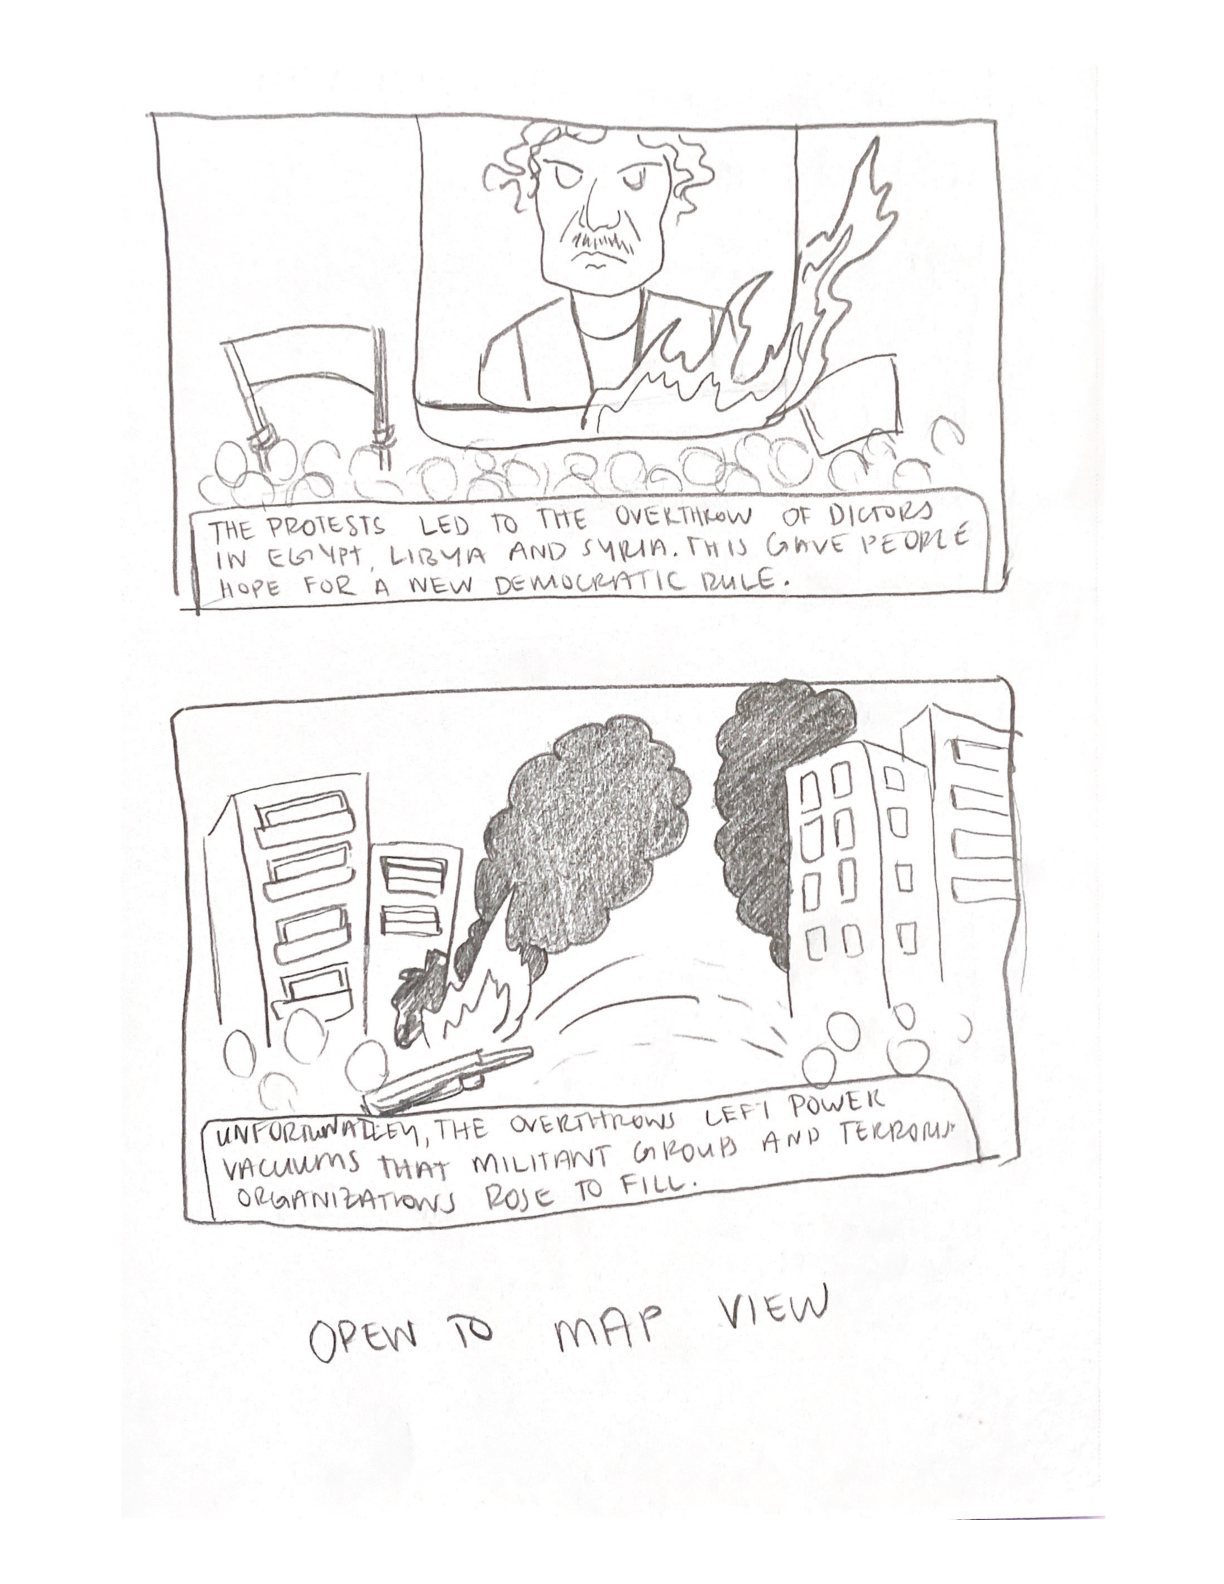 THE PROTESTS LED TO THE OVERTHROW OF DICTORS
IN EGYPT, LIBYA AND SYRIA. THIS GAVE PEOPLE
HOPE FOR A NEW DEMOCRATIC RULE.
UNFORTUNATLEY, THE OVERTHROWS LEFT POWER
VACUUMS THAT MILITANT GROUPS AND TERRORIST
ORGANIZATIONS ROSE TO FILL.
OPEN TO MAP VIEW